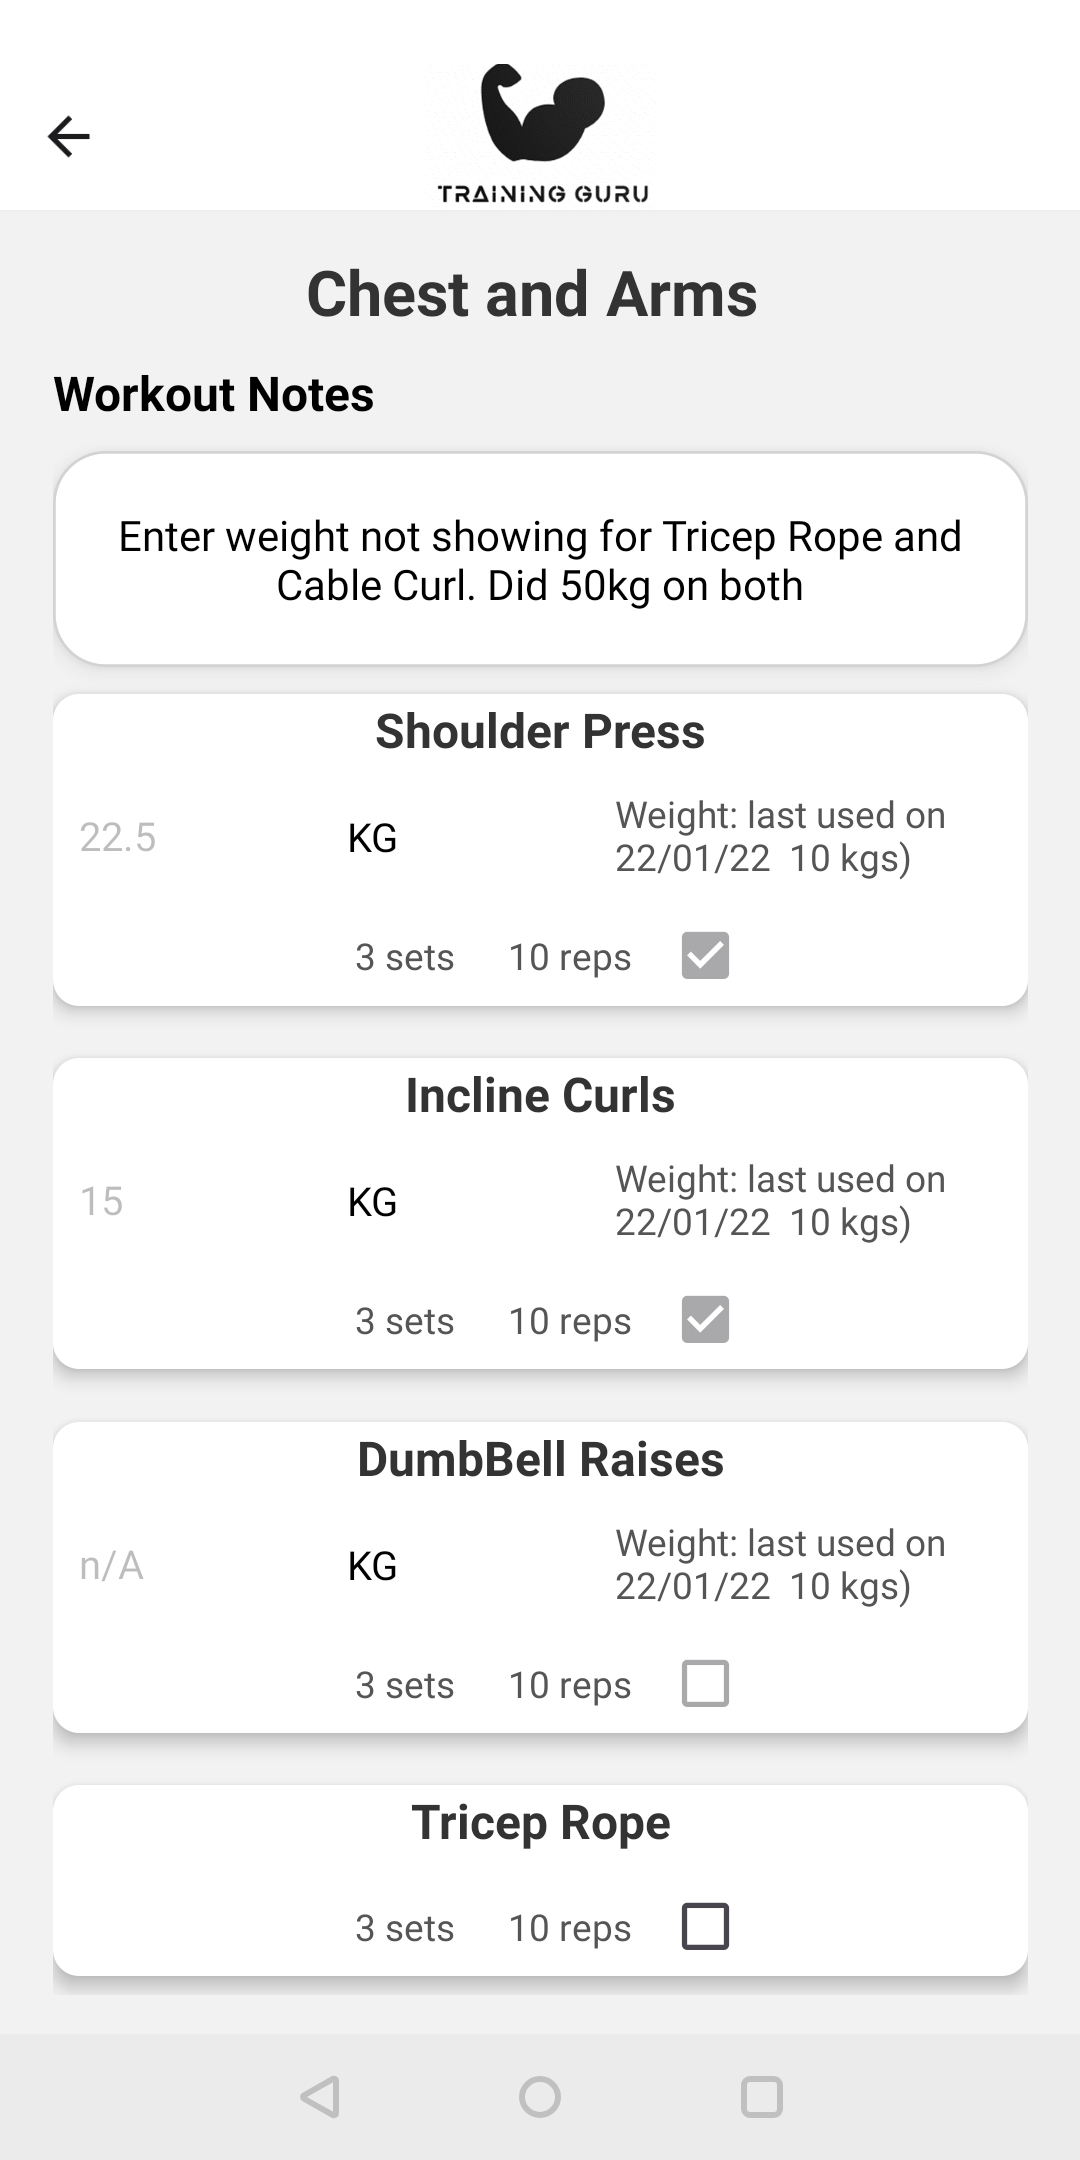 TRAINING GURU
Chest and Arms
Workout Notes
Enter weight not showing for Tricep Rope and
Cable Curl. Did 50kg on both
Shoulder Press
22.5 KG Weight: last used on
22/01/22  10 kgs)
3 sets 10 reps
Incline Curls
15 KG Weight: last used on
22/01/22  10 kgs)
3 sets 10 reps
DumbBell Raises
n/A KG Weight: last used on
22/01/22  10 kgs)
3 sets 10 reps
Tricep Rope
3 sets 10 reps